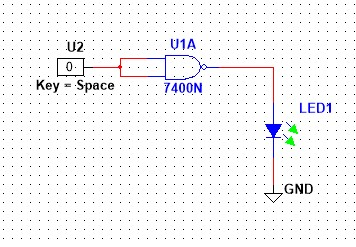 U2
0
Key = Space
U1A
7400N
LED1
GND